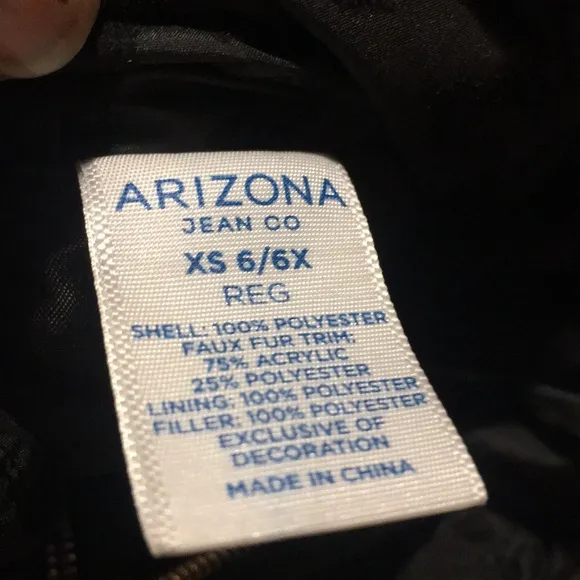 ARIZONA
JEAN CO
XS 6/6X
REG
SHELL: 100% POLYESTER
FAUX FUR TRIM:
75% ACRYLIC
25% POLYESTER
LINING: 100% POLYESTER
FILLER: 100% POLYESTER
EXCLUSIVE OF
DECORATION
MADE IN CHINA